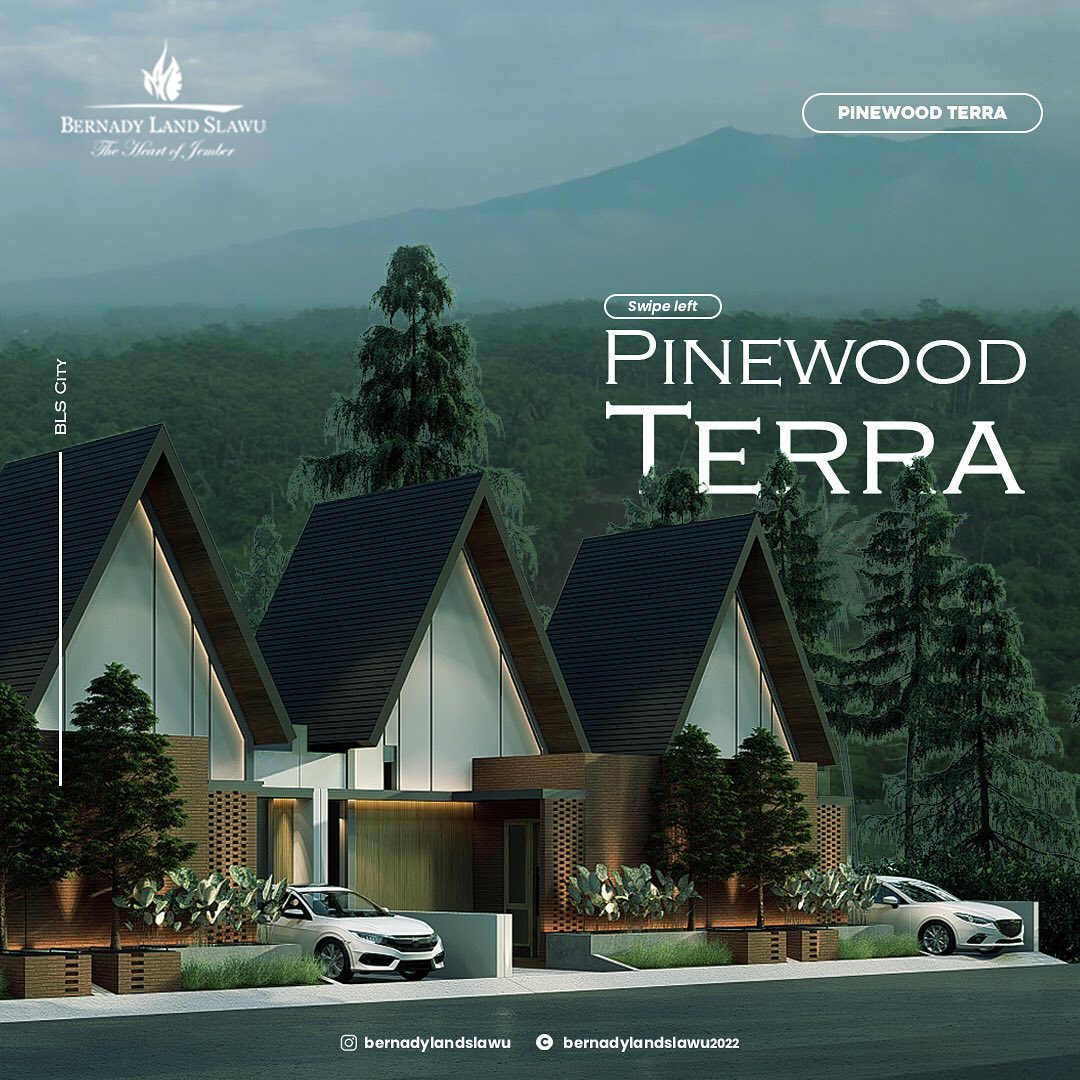 BERNADY LAND SLAWU
The Heart of Jember
PINEWOOD TERRA
Swipe left
PINEWOOD
TERRA
BLS CITY
bernadylandslawu
bernadylandslawu2022